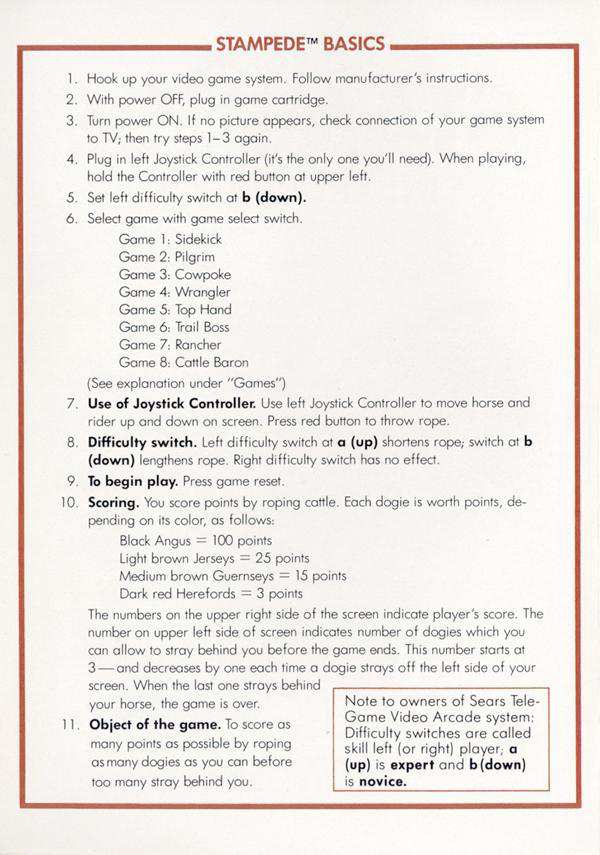 STAMPEDE™ BASICS
1. Hook up your video game system. Follow manufacturer's instructions.
2. With power OFF, plug in game cartridge.
3. Turn power ON. If no picture appears, check connection of your game system
to TV; then try steps 1–3 again.
4. Plug in left Joystick Controller (it's the only one you'll need). When playing,
hold the Controller with red button at upper left.
5. Set left difficulty switch at b (down).
6. Select game with game select switch.
Game 1: Sidekick
Game 2: Pilgrim
Game 3: Cowpoke
Game 4: Wrangler
Game 5: Top Hand
Game 6: Trail Boss
Game 7: Rancher
Game 8: Cattle Baron
(See explanation under "Games")
7. Use of Joystick Controller. Use left Joystick Controller to move horse and
rider up and down on screen. Press red button to throw rope.
8. Difficulty switch. Left difficulty switch at a (up) shortens rope; switch at b
(down) lengthens rope. Right difficulty switch has no effect.
9. To begin play. Press game reset.
10. Scoring. You score points by roping cattle. Each dogie is worth points, de-
pending on its color, as follows:
Black Angus = 100 points
Light brown Jerseys = 25 points
Medium brown Guernseys = 15 points
Dark red Herefords = 3 points
The numbers on the upper right side of the screen indicate player's score. The
number on upper left side of screen indicates number of dogies which you
can allow to stray behind you before the game ends. This number starts at
3—and decreases by one each time a dogie strays off the left side of your
screen. When the last one strays behind
your horse, the game is over.
11. Object of the game. To score as
many points as possible by roping
as many dogies as you can before
too many stray behind you.
Note to owners of Sears Tele-
Game Video Arcade system:
Difficulty switches are called
skill left (or right) player; a
(up) is expert and b (down)
is novice.